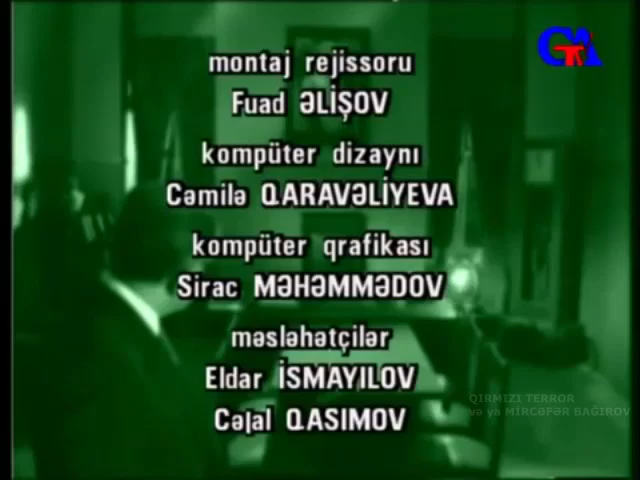 montaj rejissoru
Fuad ƏLİŞOV
kompüter dizaynı
Cəmilə QARAVƏLİYEVA
kompüter qrafikası
Sirac MƏHƏMMƏDOV
məsləhətçilər
Eldar İSMAYILOV
Cəlal QASIMOV
QIRMIZI TERROR
və ya MİRCƏFƏR BAĞIROV